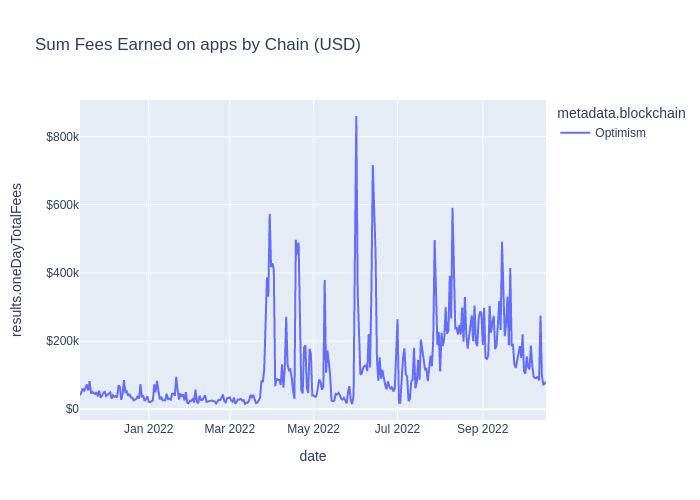 Sum Fees Earned on apps by Chain (USD)
metadata.blockchain
Optimism
results.oneDayTotalFees
$800k
$600k
$400k
$200k
$0
Jan 2022
Mar 2022
May 2022
Jul 2022
Sep 2022
date